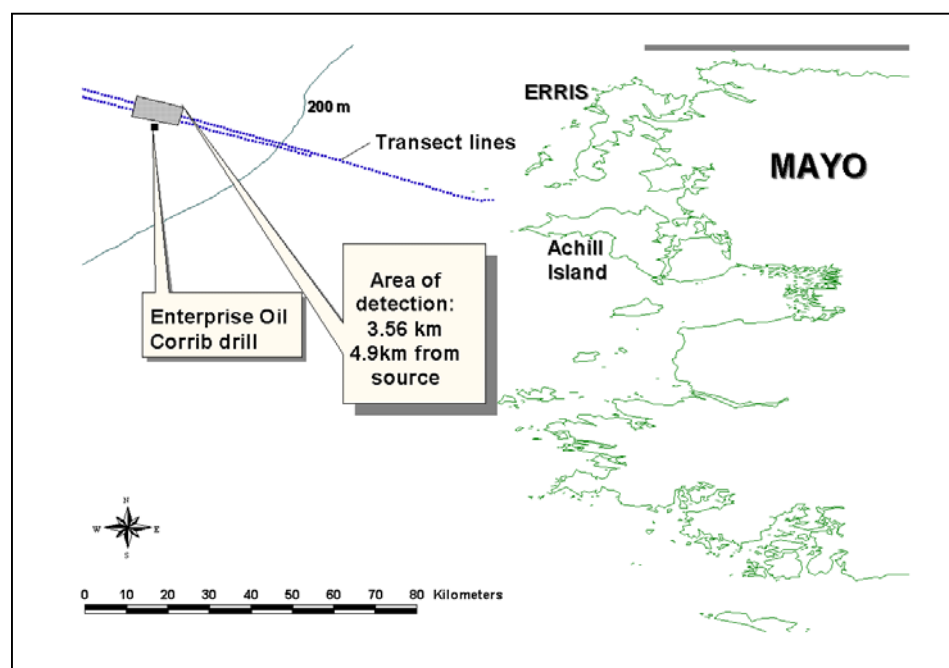 ERRIS
200 m
Transect lines
MAYO
Achill
Island
Area of
detection:
3.56 km
4.9km from
source
Enterprise Oil
Corrib drill
N
W E
S
0 10 20 30 40 50 60 70 80 Kilometers